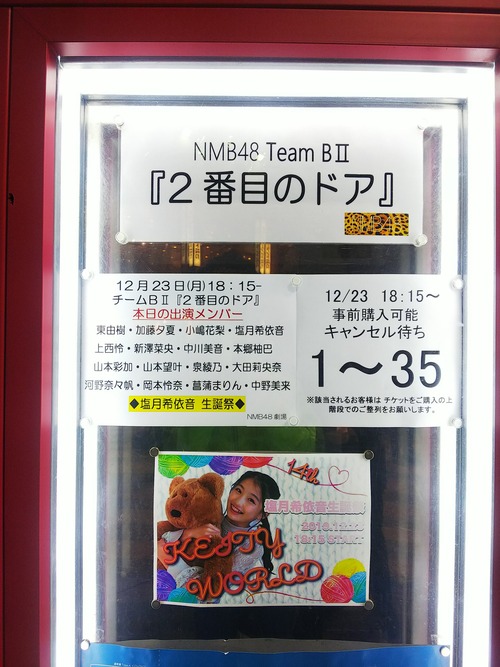 NMB48 Team BⅡ
『２番目のドア』
NMB48
12月23日(月)18：15-
チームBⅡ『２番目のドア』
本日の出演メンバー
東由樹・加藤夕夏・小嶋花梨・塩月希依音
上西怜・新澤菜央・中川美音・本郷柚巴
山本彩加・山本望叶・泉綾乃・大田莉央奈
河野奈々帆・岡本怜奈・菖蒲まりん・中野美来
◆塩月希依音 生誕祭◆
NMB48 劇場
12/23 18:15～
事前購入可能
キャンセル待ち
1～35
※該当されるお客様は チケットをご購入の上
階段でのご整列をお願いします。
14th
塩月希依音生誕祭
18:15 START
KEITY
WORLD